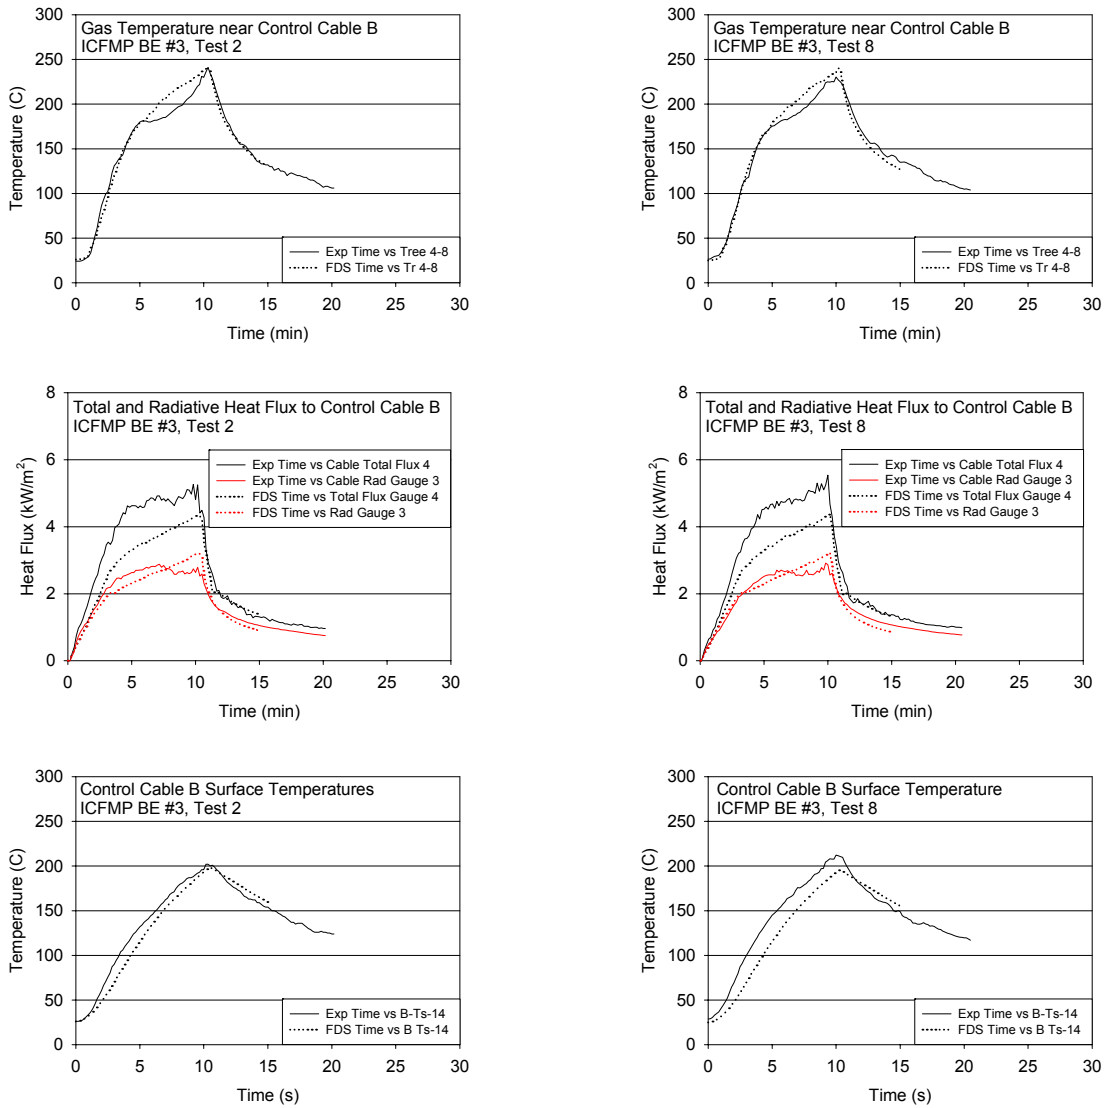 Gas Temperature near Control Cable B
ICFMP BE #3, Test 2
Temperature (C)
300
250
200
150
100
50
0
Exp Time vs Tree 4-8
FDS Time vs Tr 4-8
0 5 10 15 20 25 30
Time (min)
Gas Temperature near Control Cable B
ICFMP BE #3, Test 8
Temperature (C)
300
250
200
150
100
50
0
Exp Time vs Tree 4-8
FDS Time vs Tr 4-8
0 5 10 15 20 25 30
Time (min)
Total and Radiative Heat Flux to Control Cable B
ICFMP BE #3, Test 2
Heat Flux (kW/m²)
8
6
4
2
0
Exp Time vs Cable Total Flux 4
Exp Time vs Cable Rad Gauge 3
FDS Time vs Total Flux Gauge 4
FDS Time vs Rad Gauge 3
0 5 10 15 20 25 30
Time (min)
Total and Radiative Heat Flux to Control Cable B
ICFMP BE #3, Test 8
Heat Flux (kW/m²)
8
6
4
2
0
Exp Time vs Cable Total Flux 4
Exp Time vs Cable Rad Gauge 3
FDS Time vs Total Flux Gauge 4
FDS Time vs Rad Gauge 3
0 5 10 15 20 25 30
Time (min)
Control Cable B Surface Temperatures
ICFMP BE #3, Test 2
Temperature (C)
300
250
200
150
100
50
0
Exp Time vs B-Ts-14
FDS Time vs B Ts-14
0 5 10 15 20 25 30
Time (s)
Control Cable B Surface Temperature
ICFMP BE #3, Test 8
Temperature (C)
300
250
200
150
100
50
0
Exp Time vs B-Ts-14
FDS Time vs B Ts-14
0 5 10 15 20 25 30
Time (s)